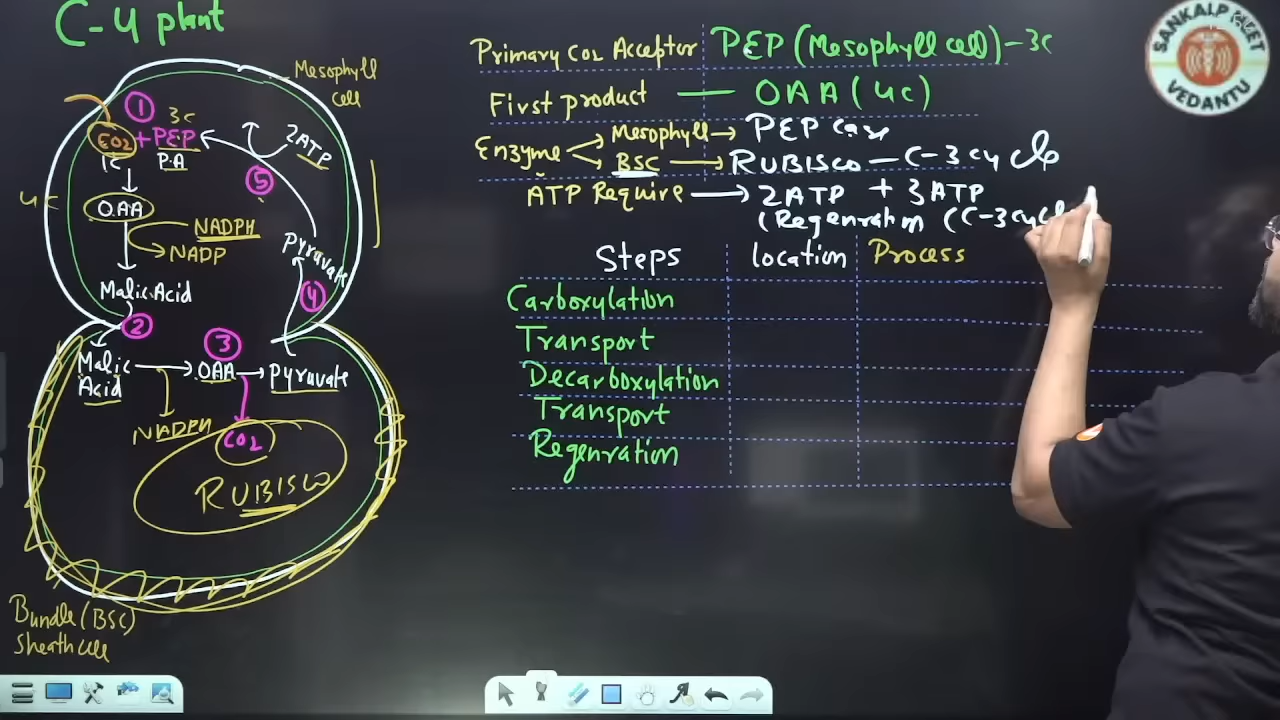 C-4 plant
Mesophyll
cell
1
3C
CO2 + PEP
1C P.A
2ATP
5
4C
OAA
NADPH
NADP
Pyruvate
Malic Acid
4
2
3
Malic
Acid
OAA
Pyruvate
NADPH
CO2
RUBISCO
Bundle (BSC)
Sheath cell
Primary CO2 Acceptor PEP (Mesophyll cell) - 3C
First product — OAA (4C)
Enzyme Mesophyll → PEP Case
BSC → RUBISCO — C-3 cycle
ATP Require → 2ATP + 3ATP
(Regenration (C-3 cycl
Steps location Process
Carboxylation
Transport
Decarboxylation
Transport
Regenration
SANKALP NEET
VEDANTU